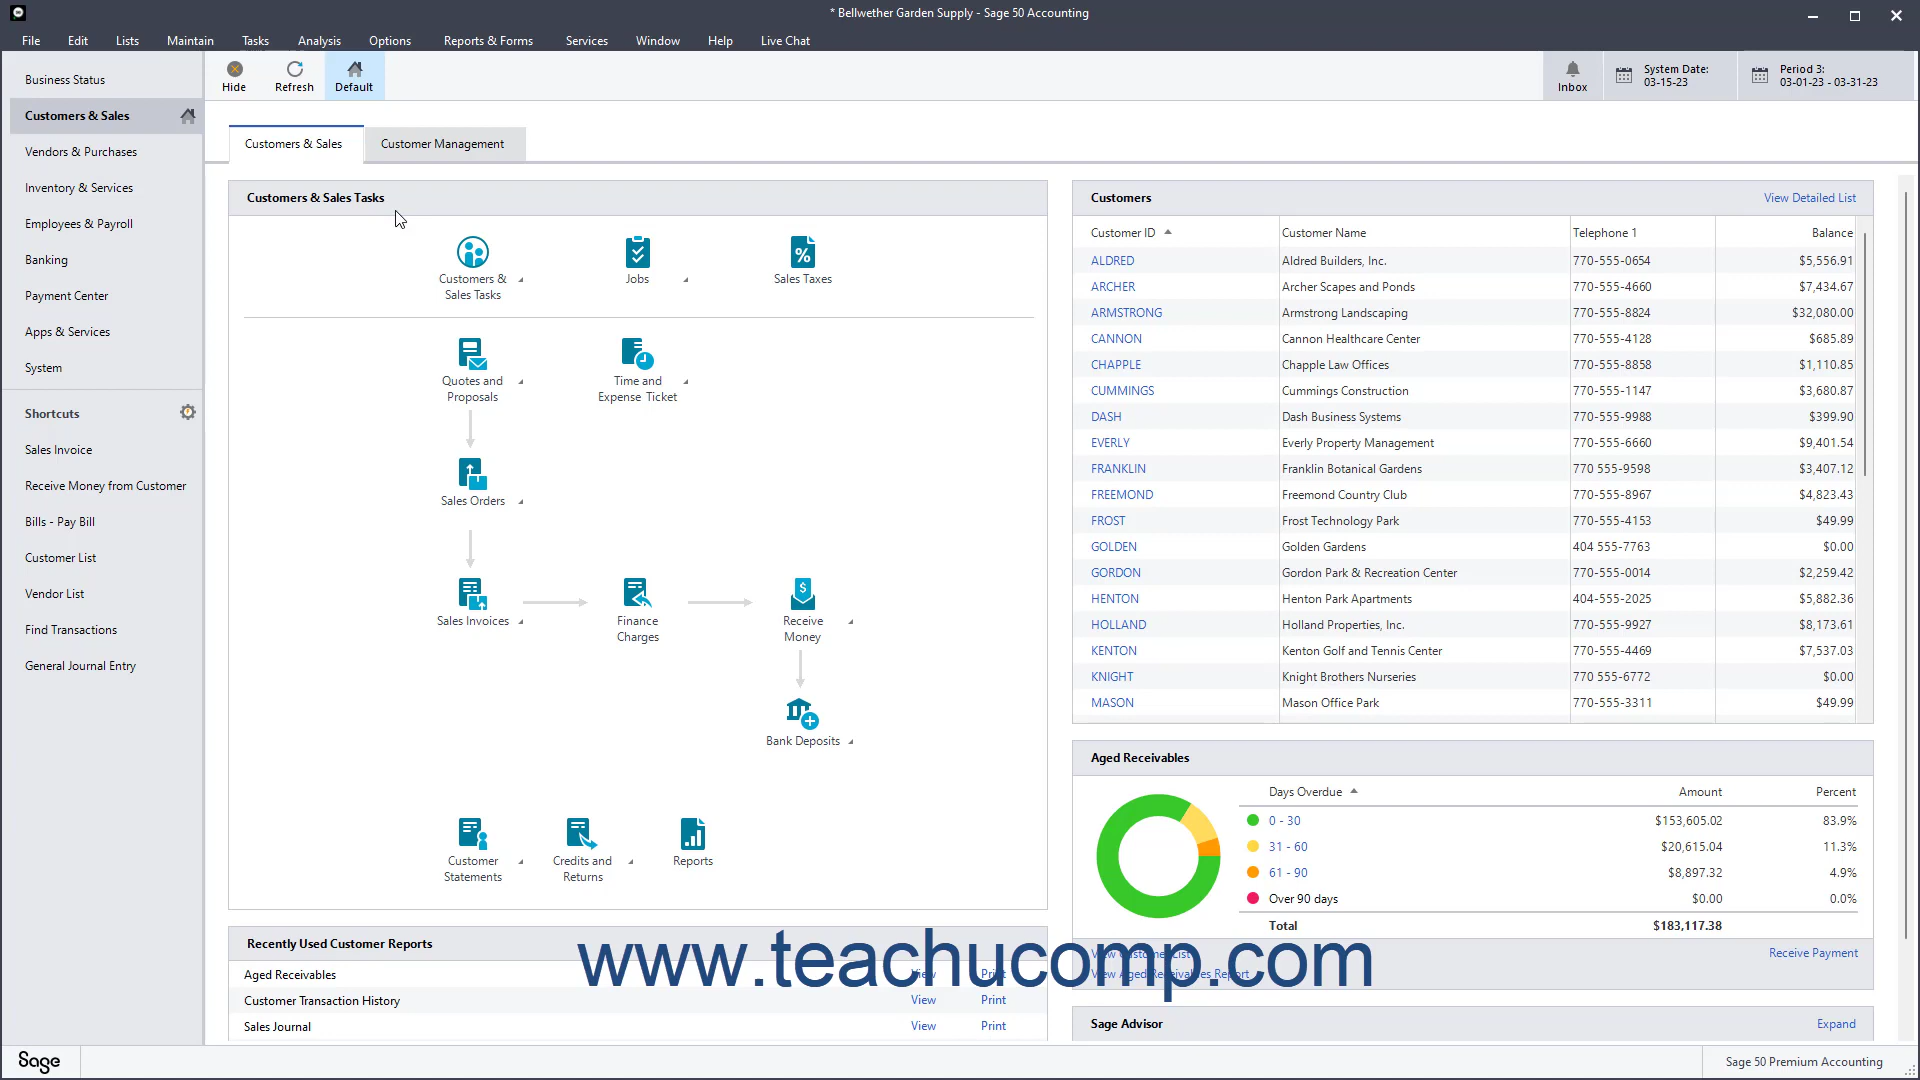 * Bellwether Garden Supply - Sage 50 Accounting
File Edit Lists Maintain Tasks Analysis Options Reports & Forms Services Window Help Live Chat
Business Status
Customers & Sales
Vendors & Purchases
Inventory & Services
Employees & Payroll
Banking
Payment Center
Apps & Services
System
Shortcuts
Sales Invoice
Receive Money from Customer
Bills - Pay Bill
Customer List
Vendor List
Find Transactions
General Journal Entry
Hide Refresh Default
Inbox
System Date:
03-15-23
Period 3:
03-01-23 - 03-31-23
Customers & Sales Customer Management
Customers & Sales Tasks
Customers &
Sales Tasks
Jobs
Sales Taxes
Quotes and
Proposals
Time and
Expense Ticket
Sales Orders
Sales Invoices
Finance
Charges
Receive
Money
Bank Deposits
Customer
Statements
Credits and
Returns
Reports
Recently Used Customer Reports
Aged Receivables View Print
Customer Transaction History View Print
Sales Journal View Print
Customers View Detailed List
Customer ID Customer Name Telephone 1 Balance
ALDRED Aldred Builders, Inc. 770-555-0654 $5,556.91
ARCHER Archer Scapes and Ponds 770-555-4660 $7,434.67
ARMSTRONG Armstrong Landscaping 770-555-8824 $32,080.00
CANNON Cannon Healthcare Center 770-555-4128 $685.89
CHAPPLE Chapple Law Offices 770-555-8858 $1,110.85
CUMMINGS Cummings Construction 770-555-1147 $3,680.87
DASH Dash Business Systems 770-555-9988 $399.90
EVERLY Everly Property Management 770-555-6660 $9,401.54
FRANKLIN Franklin Botanical Gardens 770 555-9598 $3,407.12
FREEMOND Freemond Country Club 770-555-8967 $4,823.43
FROST Frost Technology Park 770-555-4153 $49.99
GOLDEN Golden Gardens 404 555-7763 $0.00
GORDON Gordon Park & Recreation Center 770-555-0014 $2,259.42
HENTON Henton Park Apartments 404-555-2025 $5,882.36
HOLLAND Holland Properties, Inc. 770-555-9927 $8,173.61
KENTON Kenton Golf and Tennis Center 770-555-4469 $7,537.03
KNIGHT Knight Brothers Nurseries 770 555-6772 $0.00
MASON Mason Office Park 770-555-3311 $49.99
Aged Receivables
Days Overdue Amount Percent
0 - 30 $153,605.02 83.9%
31 - 60 $20,615.04 11.3%
61 - 90 $8,897.32 4.9%
Over 90 days $0.00 0.0%
Total $183,117.38
View Customer List Receive Payment
View Aged Receivables Report
Sage Advisor Expand
www.teachucomp.com
Sage
Sage 50 Premium Accounting